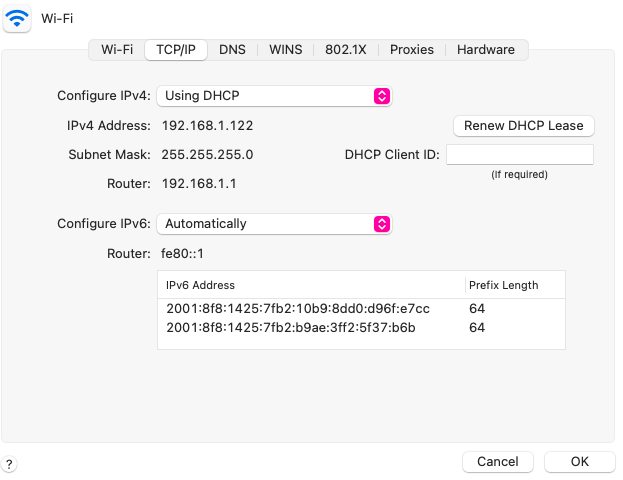 Wi-Fi
Wi-Fi TCP/IP DNS WINS 802.1X Proxies Hardware
Configure IPv4: Using DHCP
IPv4 Address: 192.168.1.122 Renew DHCP Lease
Subnet Mask: 255.255.255.0 DHCP Client ID:
(If required)
Router: 192.168.1.1
Configure IPv6: Automatically
Router: fe80::1
IPv6 Address Prefix Length
2001:8f8:1425:7fb2:10b9:8dd0:d96f:e7cc 64
2001:8f8:1425:7fb2:b9ae:3ff2:5f37:b6b 64
? Cancel OK